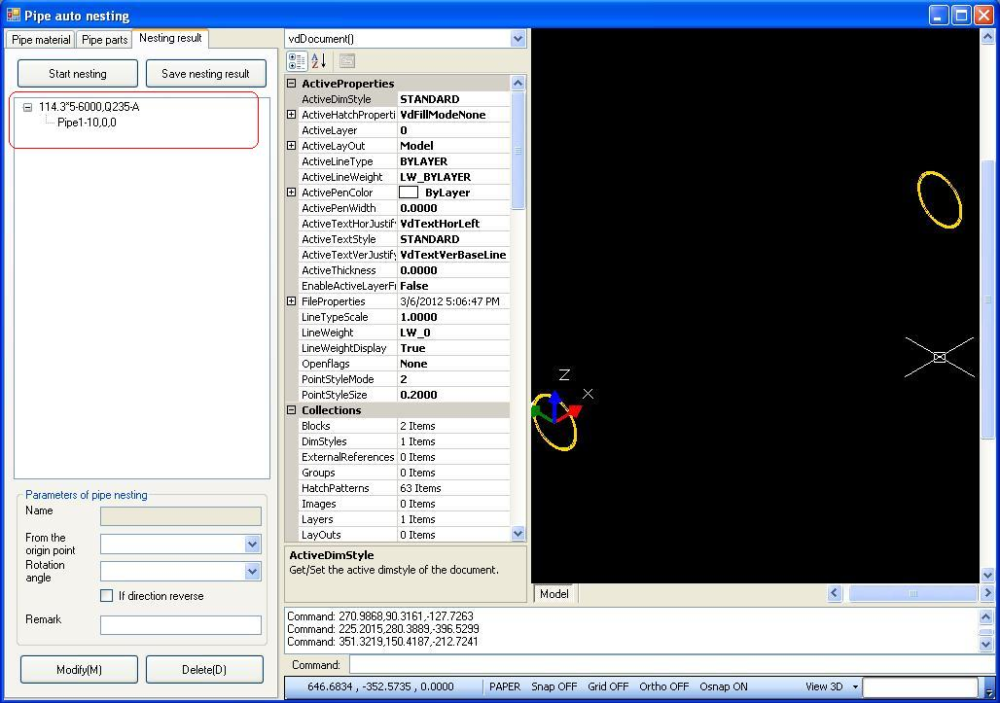 Pipe auto nesting
Pipe material Pipe parts Nesting result
Start nesting Save nesting result
114.3*5-6000,Q235-A
Pipe1-10,0,0
Parameters of pipe nesting
Name
From the
origin point
Rotation
angle
If direction reverse
Remark
Modify(M) Delete(D)
vdDocument()
ActiveProperties
ActiveDimStyle STANDARD
ActiveHatchProperti VdFillModeNone
ActiveLayer 0
ActiveLayOut Model
ActiveLineType BYLAYER
ActiveLineWeight LW_BYLAYER
ActivePenColor ByLayer
ActivePenWidth 0.0000
ActiveTextHorJustify VdTextHorLeft
ActiveTextStyle STANDARD
ActiveTextVerJustify VdTextVerBaseLine
ActiveThickness 0.0000
EnableActiveLayerFr False
FileProperties 3/6/2012 5:06:47 PM
LineTypeScale 1.0000
LineWeight LW_0
LineWeightDisplay True
Openflags None
PointStyleMode 2
PointStyleSize 0.2000
Collections
Blocks 2 Items
DimStyles 1 Items
ExternalReferences 0 Items
Groups 0 Items
HatchPatterns 63 Items
Images 0 Items
Layers 1 Items
LayOuts 0 Items
ActiveDimStyle
Get/Set the active dimstyle of the document.
Z
X
Model
Command: 270.9868,90.3161,-127.7263
Command: 225.2015,280.3889,-396.5299
Command: 351.3219,150.4187,-212.7241
Command:
646.6834 , -352.5735 , 0.0000 PAPER Snap OFF Grid OFF Ortho OFF Osnap ON View 3D